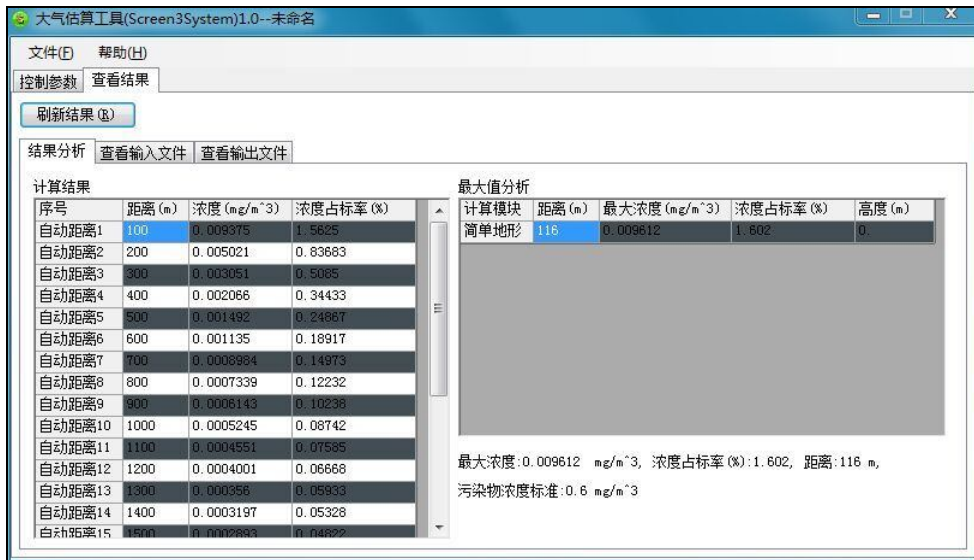 大气估算工具(Screen3System)1.0--未命名
文件(F) 帮助(H)
控制参数 查看结果
刷新结果(R)
结果分析 查看输入文件 查看输出文件
计算结果
序号 距离(m) 浓度(mg/m^3) 浓度占标率(%)
自动距离1 100 0.009375 1.5625
自动距离2 200 0.005021 0.83683
自动距离3 300 0.003051 0.5085
自动距离4 400 0.002066 0.34433
自动距离5 500 0.001492 0.24867
自动距离6 600 0.001135 0.18917
自动距离7 700 0.0008984 0.14973
自动距离8 800 0.0007339 0.12232
自动距离9 900 0.0006143 0.10238
自动距离10 1000 0.0005245 0.08742
自动距离11 1100 0.0004551 0.07585
自动距离12 1200 0.0004001 0.06668
自动距离13 1300 0.000356 0.05933
自动距离14 1400 0.0003197 0.05328
自动距离15 1500 0.0002893 0.04822
最大值分析
计算模块 距离(m) 最大浓度(mg/m^3) 浓度占标率(%) 高度(m)
简单地形 116 0.009612 1.602 0.
最大浓度:0.009612 mg/m^3, 浓度占标率(%):1.602, 距离:116 m,
污染物浓度标准:0.6 mg/m^3